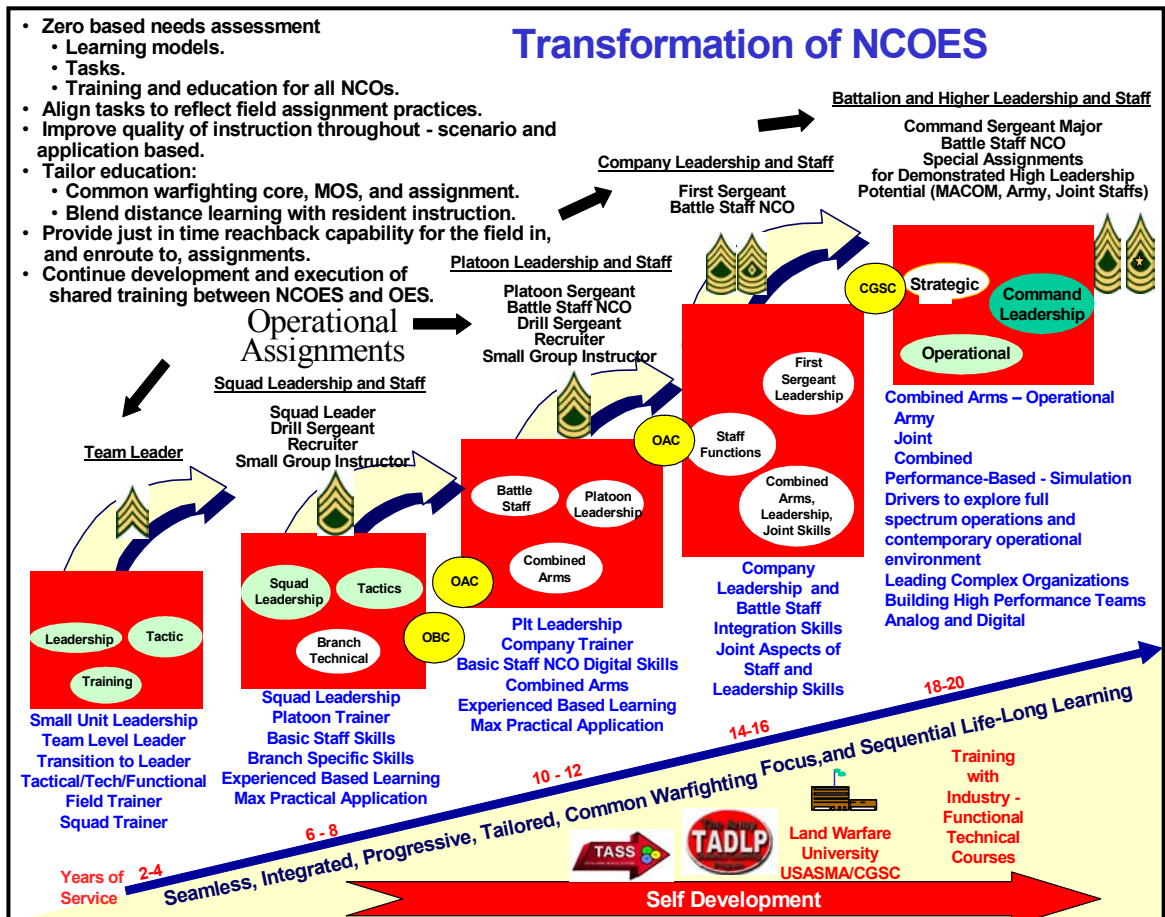 Transformation of NCOES
• Zero based needs assessment
• Learning models.
• Tasks.
• Training and education for all NCOs.
• Align tasks to reflect field assignment practices.
• Improve quality of instruction throughout - scenario and
application based.
• Tailor education:
• Common warfighting core, MOS, and assignment.
• Blend distance learning with resident instruction.
• Provide just in time reachback capability for the field in,
and enroute to, assignments.
• Continue development and execution of
shared training between NCOES and OES.
Operational
Assignments
Team Leader
Squad Leadership and Staff
Squad Leader
Drill Sergeant
Recruiter
Small Group Instructor
Platoon Leadership and Staff
Platoon Sergeant
Battle Staff NCO
Drill Sergeant
Recruiter
Small Group Instructor
Company Leadership and Staff
First Sergeant
Battle Staff NCO
Battalion and Higher Leadership and Staff
Command Sergeant Major
Battle Staff NCO
Special Assignments
for Demonstrated High Leadership
Potential (MACOM, Army, Joint Staffs)
Leadership
Tactic
Training
Small Unit Leadership
Team Level Leader
Transition to Leader
Tactical/Tech/Functional
Field Trainer
Squad Trainer
Squad
Leadership
Tactics
Branch
Technical
OAC
OBC
Squad Leadership
Platoon Trainer
Basic Staff Skills
Branch Specific Skills
Experienced Based Learning
Max Practical Application
Battle
Staff
Platoon
Leadership
Combined
Arms
OAC
Plt Leadership
Company Trainer
Basic Staff NCO Digital Skills
Combined Arms
Experienced Based Learning
Max Practical Application
First
Sergeant
Leadership
Staff
Functions
Combined
Arms,
Leadership,
Joint Skills
CGSC
Company
Leadership and
Battle Staff
Integration Skills
Joint Aspects of
Staff and
Leadership Skills
Strategic
Command
Leadership
Operational
Combined Arms – Operational
Army
Joint
Combined
Performance-Based - Simulation
Drivers to explore full
spectrum operations and
contemporary operational
environment
Leading Complex Organizations
Building High Performance Teams
Analog and Digital
Years of
Service
2-4
6 - 8
10 - 12
14-16
18-20
Seamless, Integrated, Progressive, Tailored, Common Warfighting Focus,and Sequential Life-Long Learning
TASS
The Army
TADLP
Land Warfare
University
USASMA/CGSC
Training
with
Industry -
Functional
Technical
Courses
Self Development